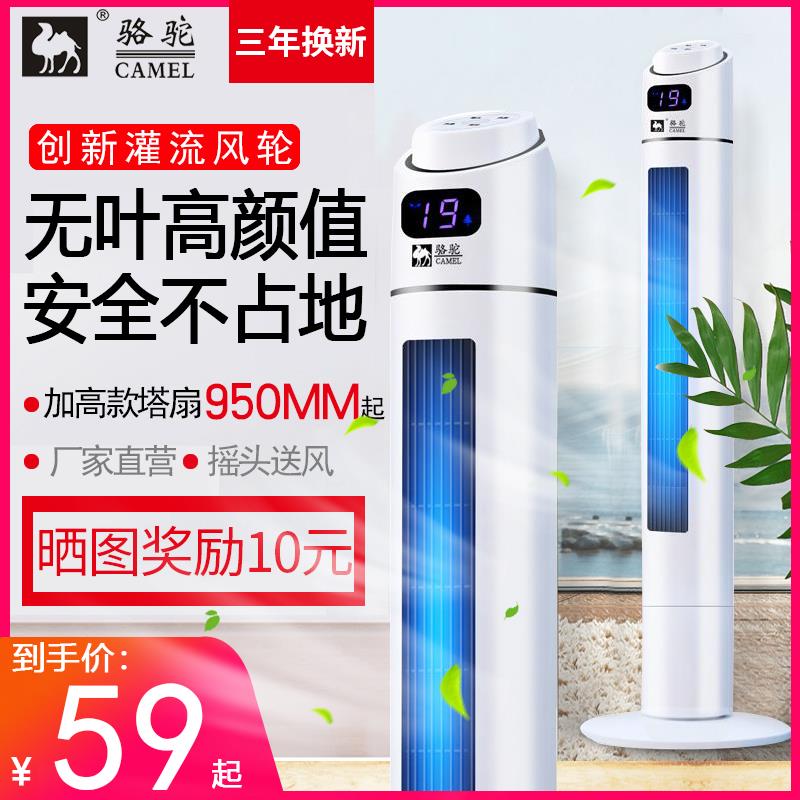 ® 骆驼
CAMEL
三年换新
创新灌流风轮
无叶高颜值
安全不占地
加高款塔扇950MM起
厂家直营 摇头送风
晒图奖励10元
到手价:
¥59起
19
骆驼
CAMEL
19
骆驼
CAMEL